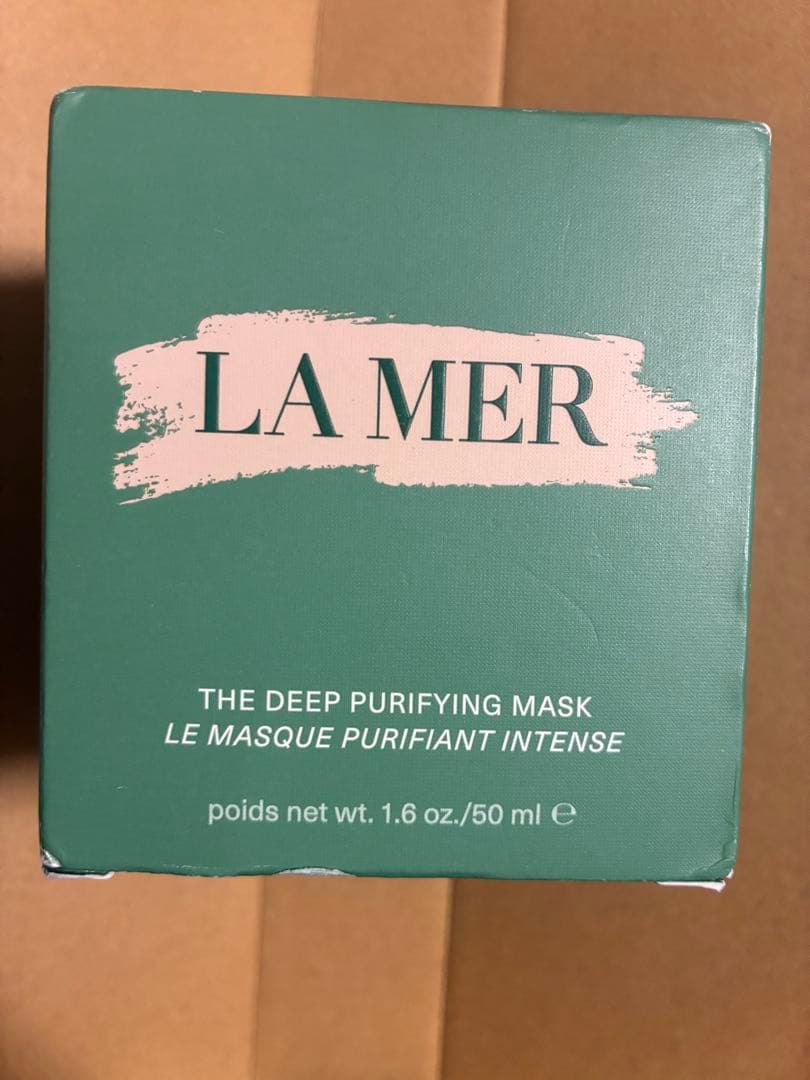 LA MER
THE DEEP PURIFYING MASK
LE MASQUE PURIFIANT INTENSE
poids net wt. 1.6 oz./50 ml ℮